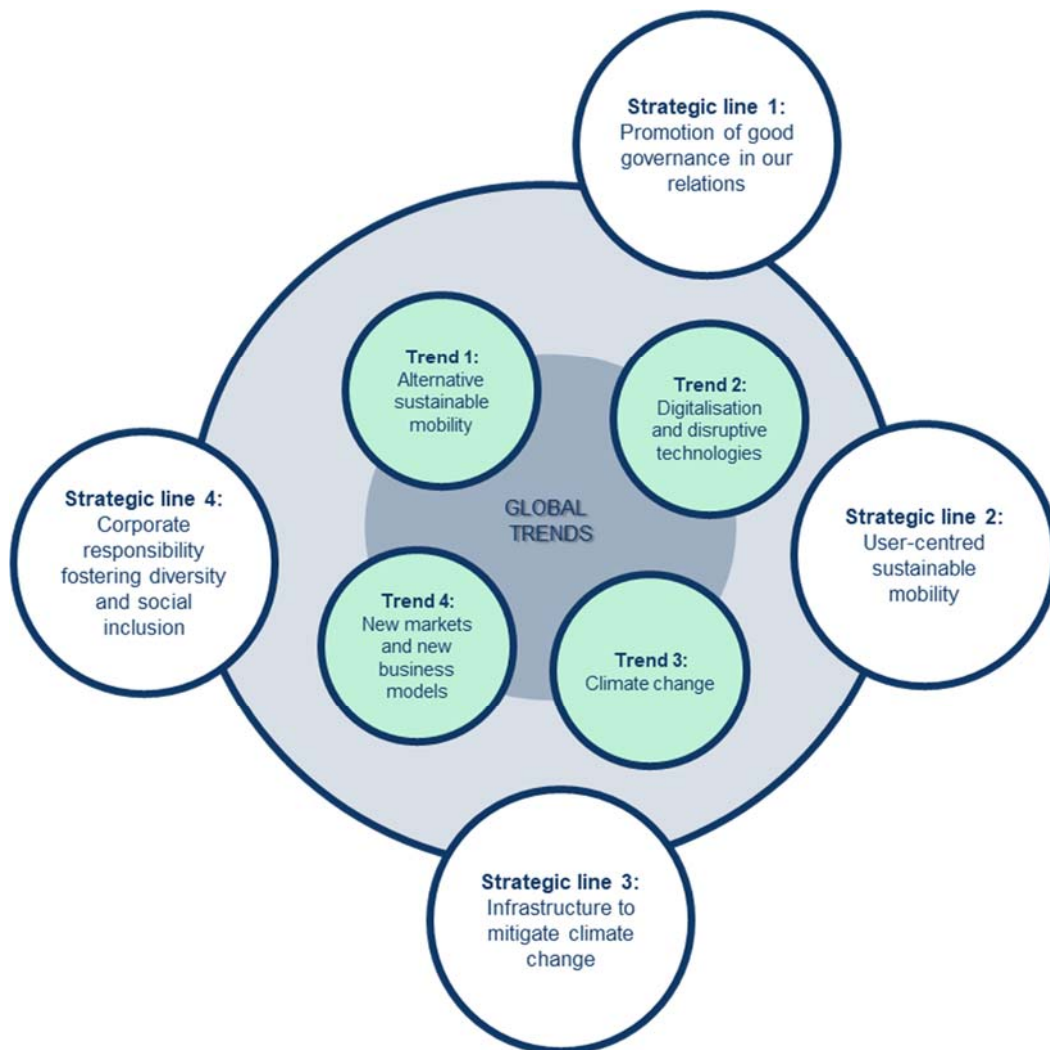 Strategic line 1:
Promotion of good
governance in our
relations
Trend 1:
Alternative
sustainable
mobility
Trend 2:
Digitalisation
and disruptive
technologies
Strategic line 4:
Corporate
responsibility
fostering diversity
and social
inclusion
GLOBAL
TRENDS
Strategic line 2:
User-centred
sustainable
mobility
Trend 4:
New markets
and new
business
models
Trend 3:
Climate change
Strategic line 3:
Infrastructure to
mitigate climate
change